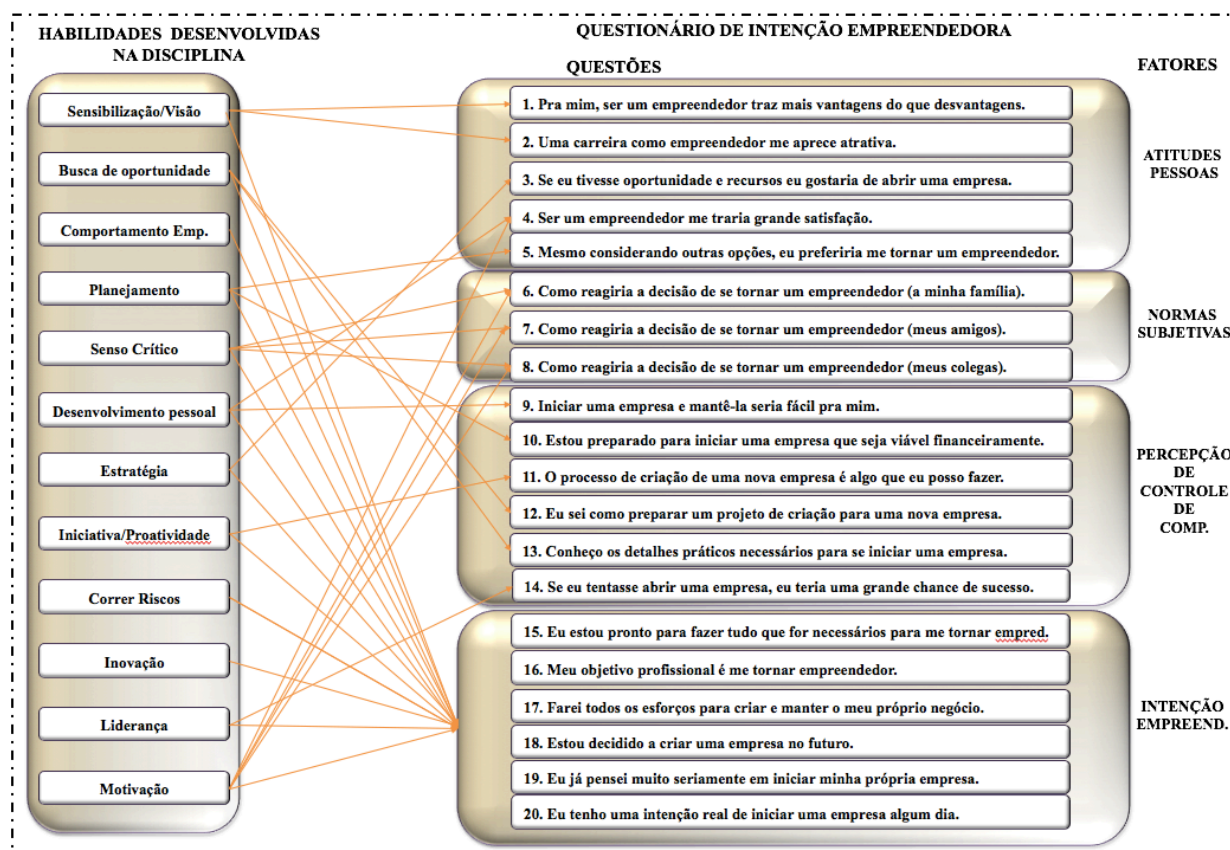 HABILIDADES DESENVOLVIDAS
NA DISCIPLINA
Sensibilização/Visão
Busca de oportunidade
Comportamento Emp.
Planejamento
Senso Crítico
Desenvolvimento pessoal
Estratégia
Iniciativa/Proatividade
Correr Riscos
Inovação
Liderança
Motivação
QUESTIONÁRIO DE INTENÇÃO EMPREENDEDORA
QUESTÕES
1. Pra mim, ser um empreendedor traz mais vantagens do que desvantagens.
2. Uma carreira como empreendedor me aprece atrativa.
3. Se eu tivesse oportunidade e recursos eu gostaria de abrir uma empresa.
4. Ser um empreendedor me traria grande satisfação.
5. Mesmo considerando outras opções, eu preferiria me tornar um empreendedor.
6. Como reagiria a decisão de se tornar um empreendedor (a minha família).
7. Como reagiria a decisão de se tornar um empreendedor (meus amigos).
8. Como reagiria a decisão de se tornar um empreendedor (meus colegas).
9. Iniciar uma empresa e mantê-la seria fácil pra mim.
10. Estou preparado para iniciar uma empresa que seja viável financeiramente.
11. O processo de criação de uma nova empresa é algo que eu posso fazer.
12. Eu sei como preparar um projeto de criação para uma nova empresa.
13. Conheço os detalhes práticos necessários para se iniciar uma empresa.
14. Se eu tentasse abrir uma empresa, eu teria uma grande chance de sucesso.
15. Eu estou pronto para fazer tudo que for necessários para me tornar empred.
16. Meu objetivo profissional é me tornar empreendedor.
17. Farei todos os esforços para criar e manter o meu próprio negócio.
18. Estou decidido a criar uma empresa no futuro.
19. Eu já pensei muito seriamente em iniciar minha própria empresa.
20. Eu tenho uma intenção real de iniciar uma empresa algum dia.
FATORES
ATITUDES
PESSOAS
NORMAS
SUBJETIVAS
PERCEPÇÃO
DE
CONTROLE
DE
COMP.
INTENÇÃO
EMPREEND.